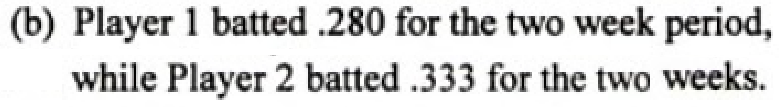 (b) Player 1 batted .280 for the two week period,
while Player 2 batted .333 for the two weeks.